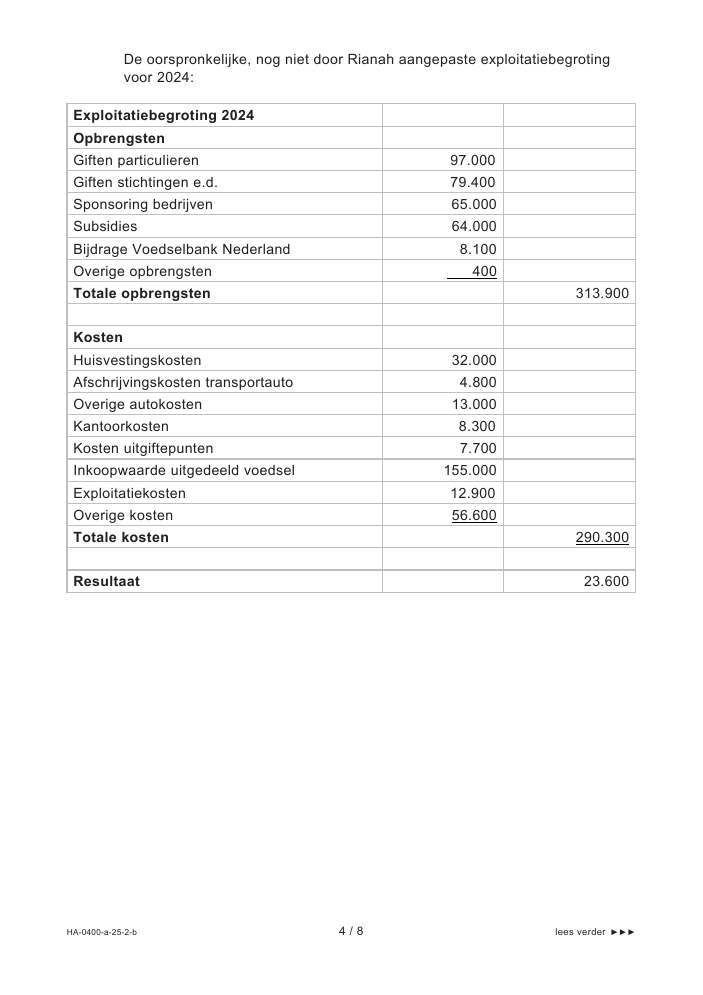 De oorspronkelijke, nog niet door Rianah aangepaste exploitatiebegroting
voor 2024:
Exploitatiebegroting 2024
Opbrengsten
Giften particulieren 97.000
Giften stichtingen e.d. 79.400
Sponsoring bedrijven 65.000
Subsidies 64.000
Bijdrage Voedselbank Nederland 8.100
Overige opbrengsten 400
Totale opbrengsten 313.900
Kosten
Huisvestingskosten 32.000
Afschrijvingskosten transportauto 4.800
Overige autokosten 13.000
Kantoorkosten 8.300
Kosten uitgiftepunten 7.700
Inkoopwaarde uitgedeeld voedsel 155.000
Exploitatiekosten 12.900
Overige kosten 56.600
Totale kosten 290.300
Resultaat 23.600
HA-0400-a-25-2-b 4 / 8 lees verder ►►►